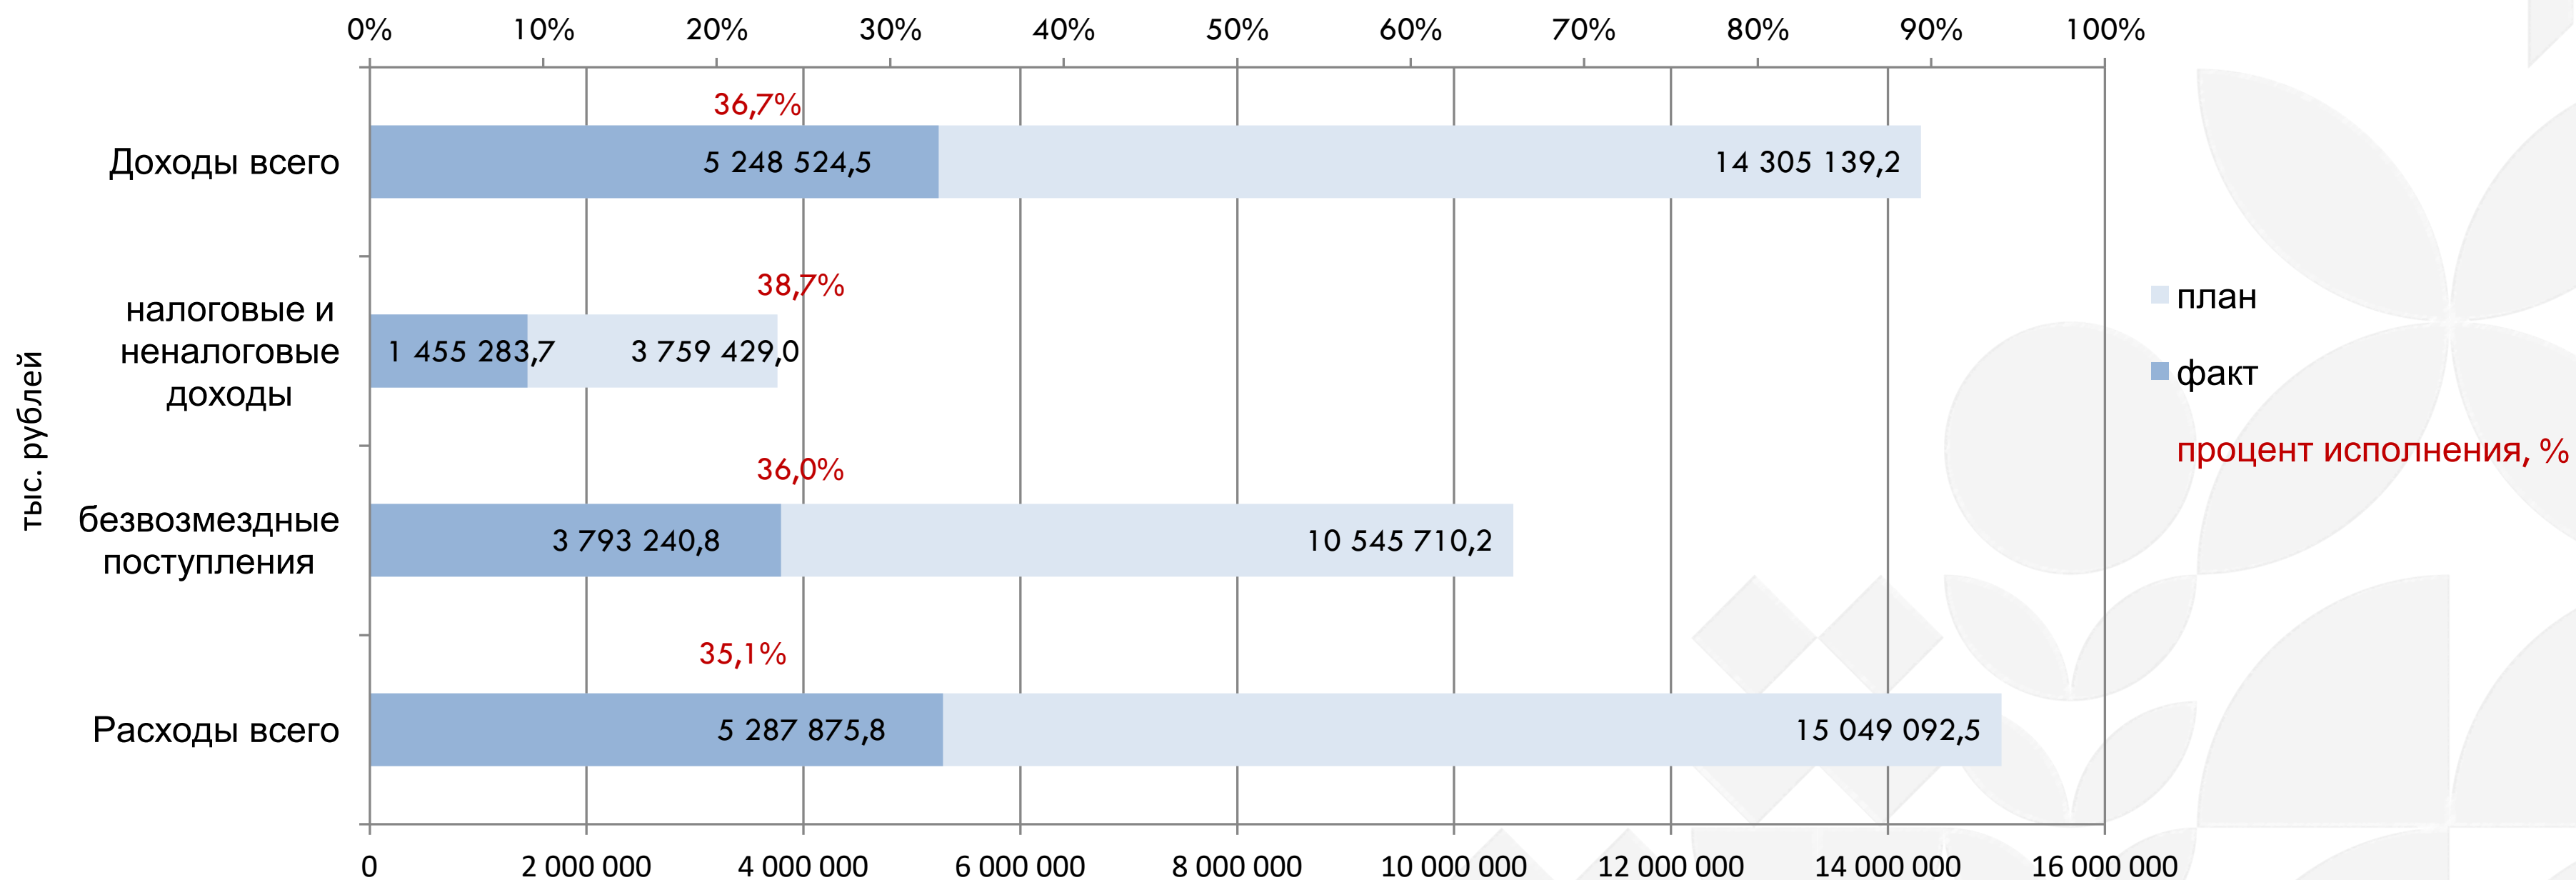 0% 10% 20% 30% 40% 50% 60% 70% 80% 90% 100%
36,7%
Доходы всего
5 248 524,5 14 305 139,2
38,7%
налоговые и
неналоговые
доходы
1 455 283,7 3 759 429,0
36,0%
безвозмездные
поступления
3 793 240,8 10 545 710,2
35,1%
Расходы всего
5 287 875,8 15 049 092,5
0 2 000 000 4 000 000 6 000 000 8 000 000 10 000 000 12 000 000 14 000 000 16 000 000
тыс. рублей
план
факт
процент исполнения, %